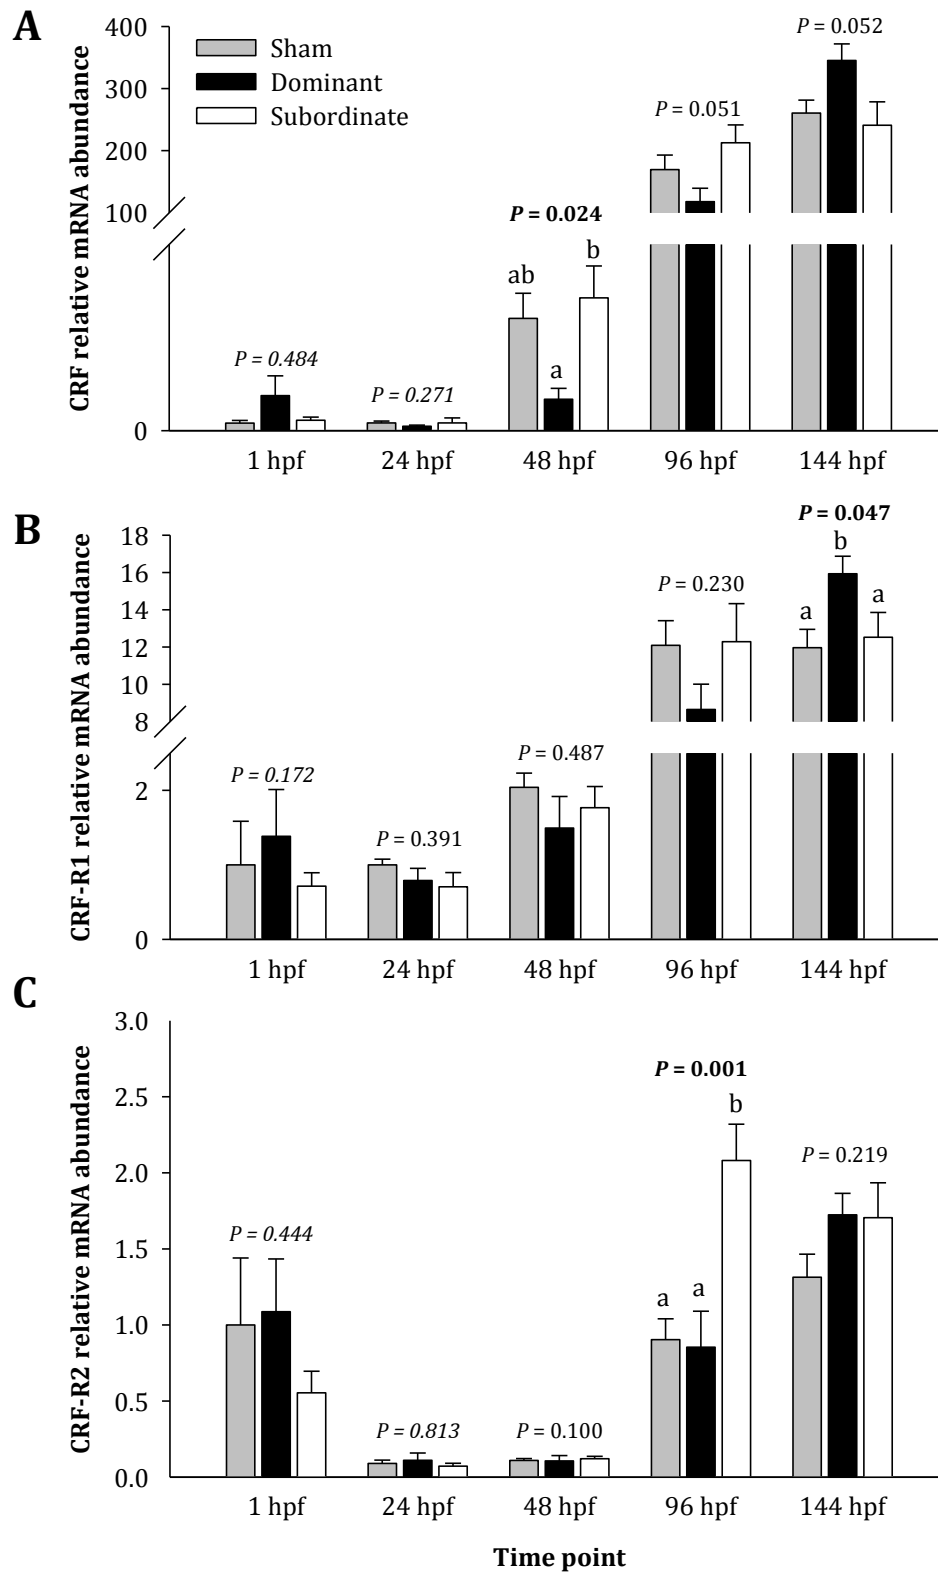 A
CRF relative mRNA abundance
400
300
200
100
0
Sham
Dominant
Subordinate
P = 0.484
P = 0.271
P = 0.024
ab
a
b
P = 0.051
P = 0.052
1 hpf 24 hpf 48 hpf 96 hpf 144 hpf
B
CRF-R1 relative mRNA abundance
18
16
14
12
10
8
2
0
P = 0.172
P = 0.391
P = 0.487
P = 0.230
P = 0.047
a
b
a
1 hpf 24 hpf 48 hpf 96 hpf 144 hpf
C
CRF-R2 relative mRNA abundance
3.0
2.5
2.0
1.5
1.0
0.5
0.0
P = 0.444
P = 0.813
P = 0.100
P = 0.001
a
a
b
P = 0.219
1 hpf 24 hpf 48 hpf 96 hpf 144 hpf
Time point